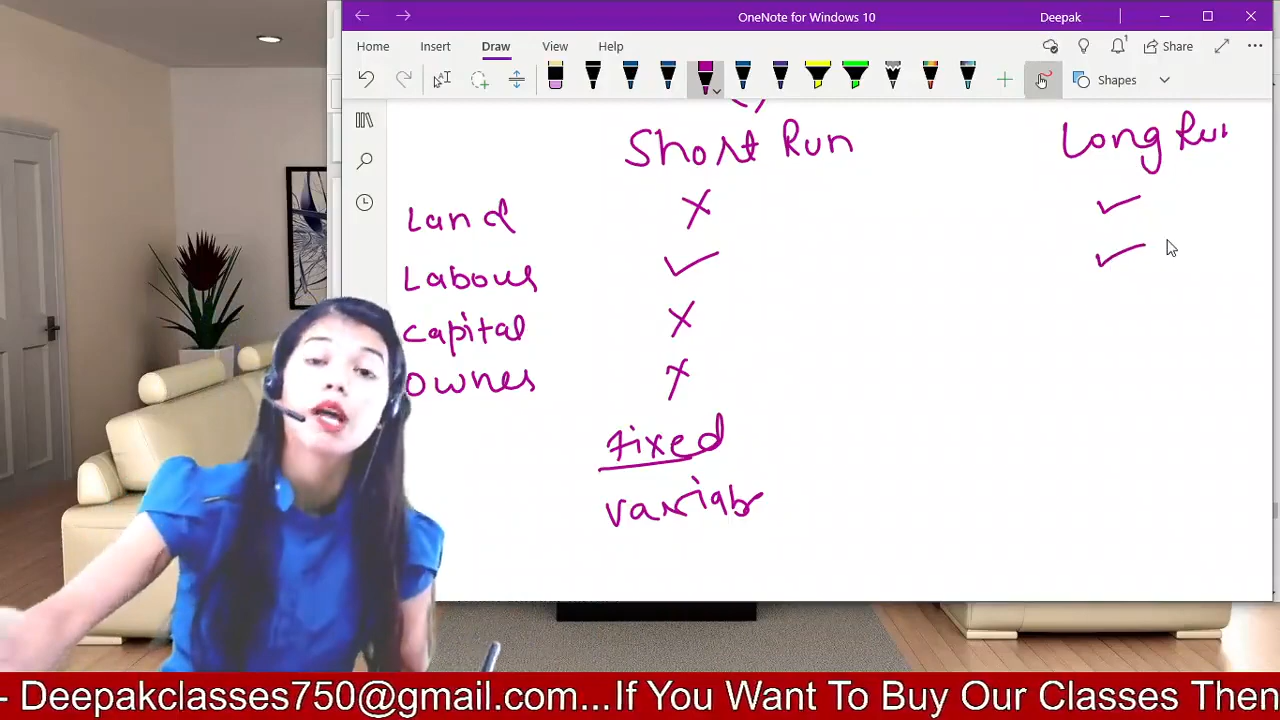 OneNote for Windows 10
Deepak
Home Insert Draw View Help
Share
Shapes
Short Run
Long Run
Land
Labour
Capital
Owner
Fixed
variab
- Deepakclasses750@gmail.com...If You Want To Buy Our Classes Then